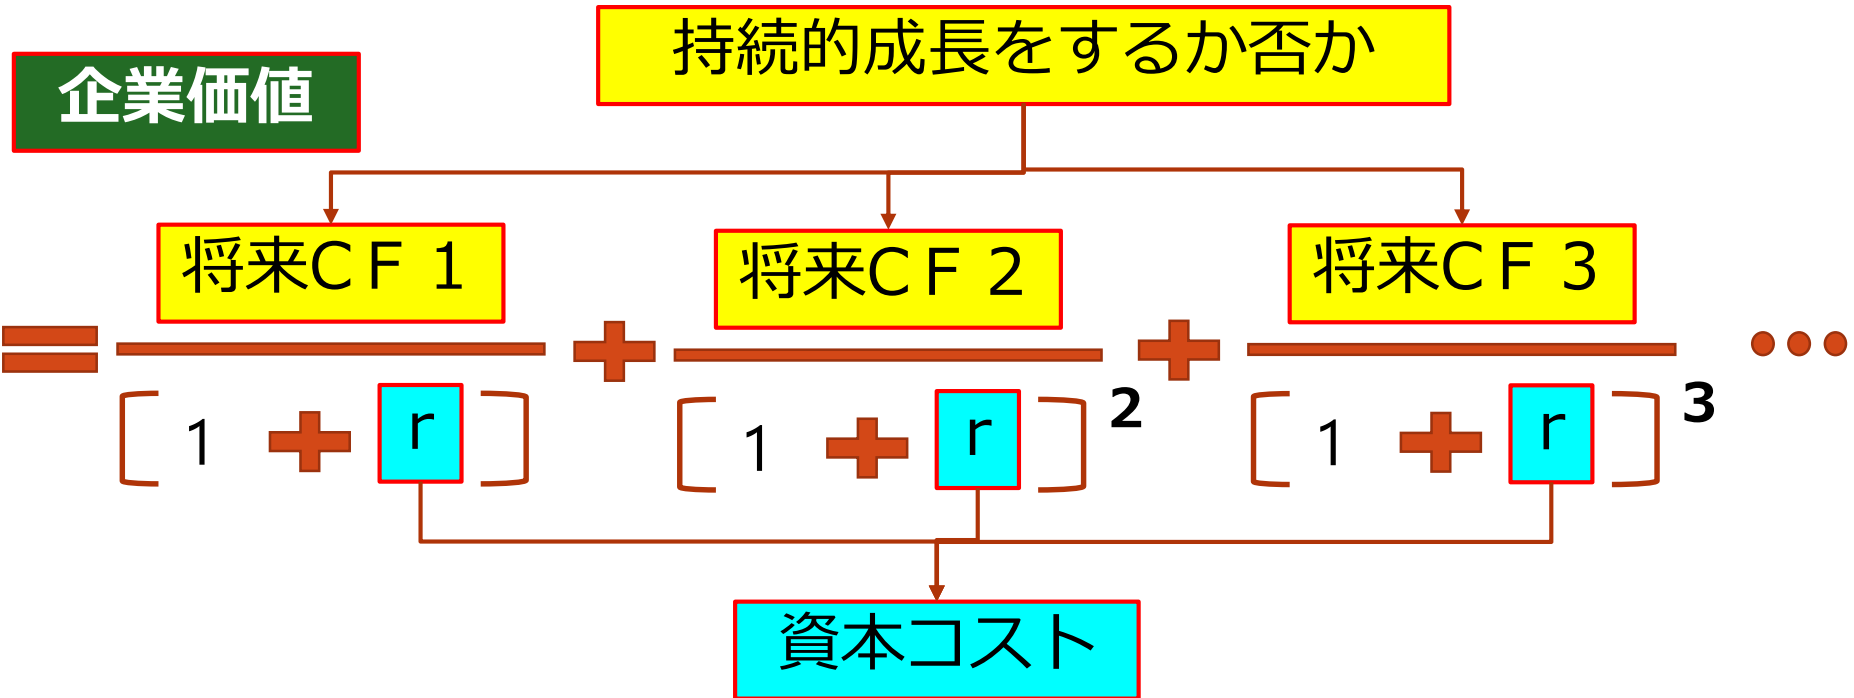 持続的成長をするか否か
企業価値
将来CF1 将来CF2 将来CF3
= + + ・・・
[1+r] [1+r]2 [1+r]3
資本コスト